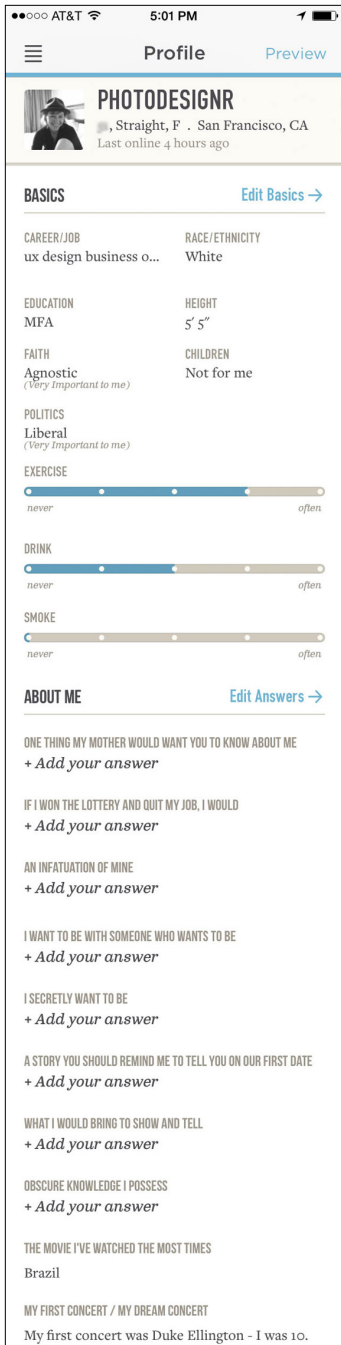 AT&T 5:01 PM
Profile Preview
PHOTODESIGNR
, Straight, F . San Francisco, CA
Last online 4 hours ago
BASICS Edit Basics →
CAREER/JOB RACE/ETHNICITY
ux design business o... White
EDUCATION HEIGHT
MFA 5′ 5″
FAITH CHILDREN
Agnostic Not for me
(Very Important to me)
POLITICS
Liberal
(Very Important to me)
EXERCISE
never often
DRINK
never often
SMOKE
never often
ABOUT ME Edit Answers →
ONE THING MY MOTHER WOULD WANT YOU TO KNOW ABOUT ME
+ Add your answer
IF I WON THE LOTTERY AND QUIT MY JOB, I WOULD
+ Add your answer
AN INFATUATION OF MINE
+ Add your answer
I WANT TO BE WITH SOMEONE WHO WANTS TO BE
+ Add your answer
I SECRETLY WANT TO BE
+ Add your answer
A STORY YOU SHOULD REMIND ME TO TELL YOU ON OUR FIRST DATE
+ Add your answer
WHAT I WOULD BRING TO SHOW AND TELL
+ Add your answer
OBSCURE KNOWLEDGE I POSSESS
+ Add your answer
THE MOVIE I'VE WATCHED THE MOST TIMES
Brazil
MY FIRST CONCERT / MY DREAM CONCERT
My first concert was Duke Ellington - I was 10.